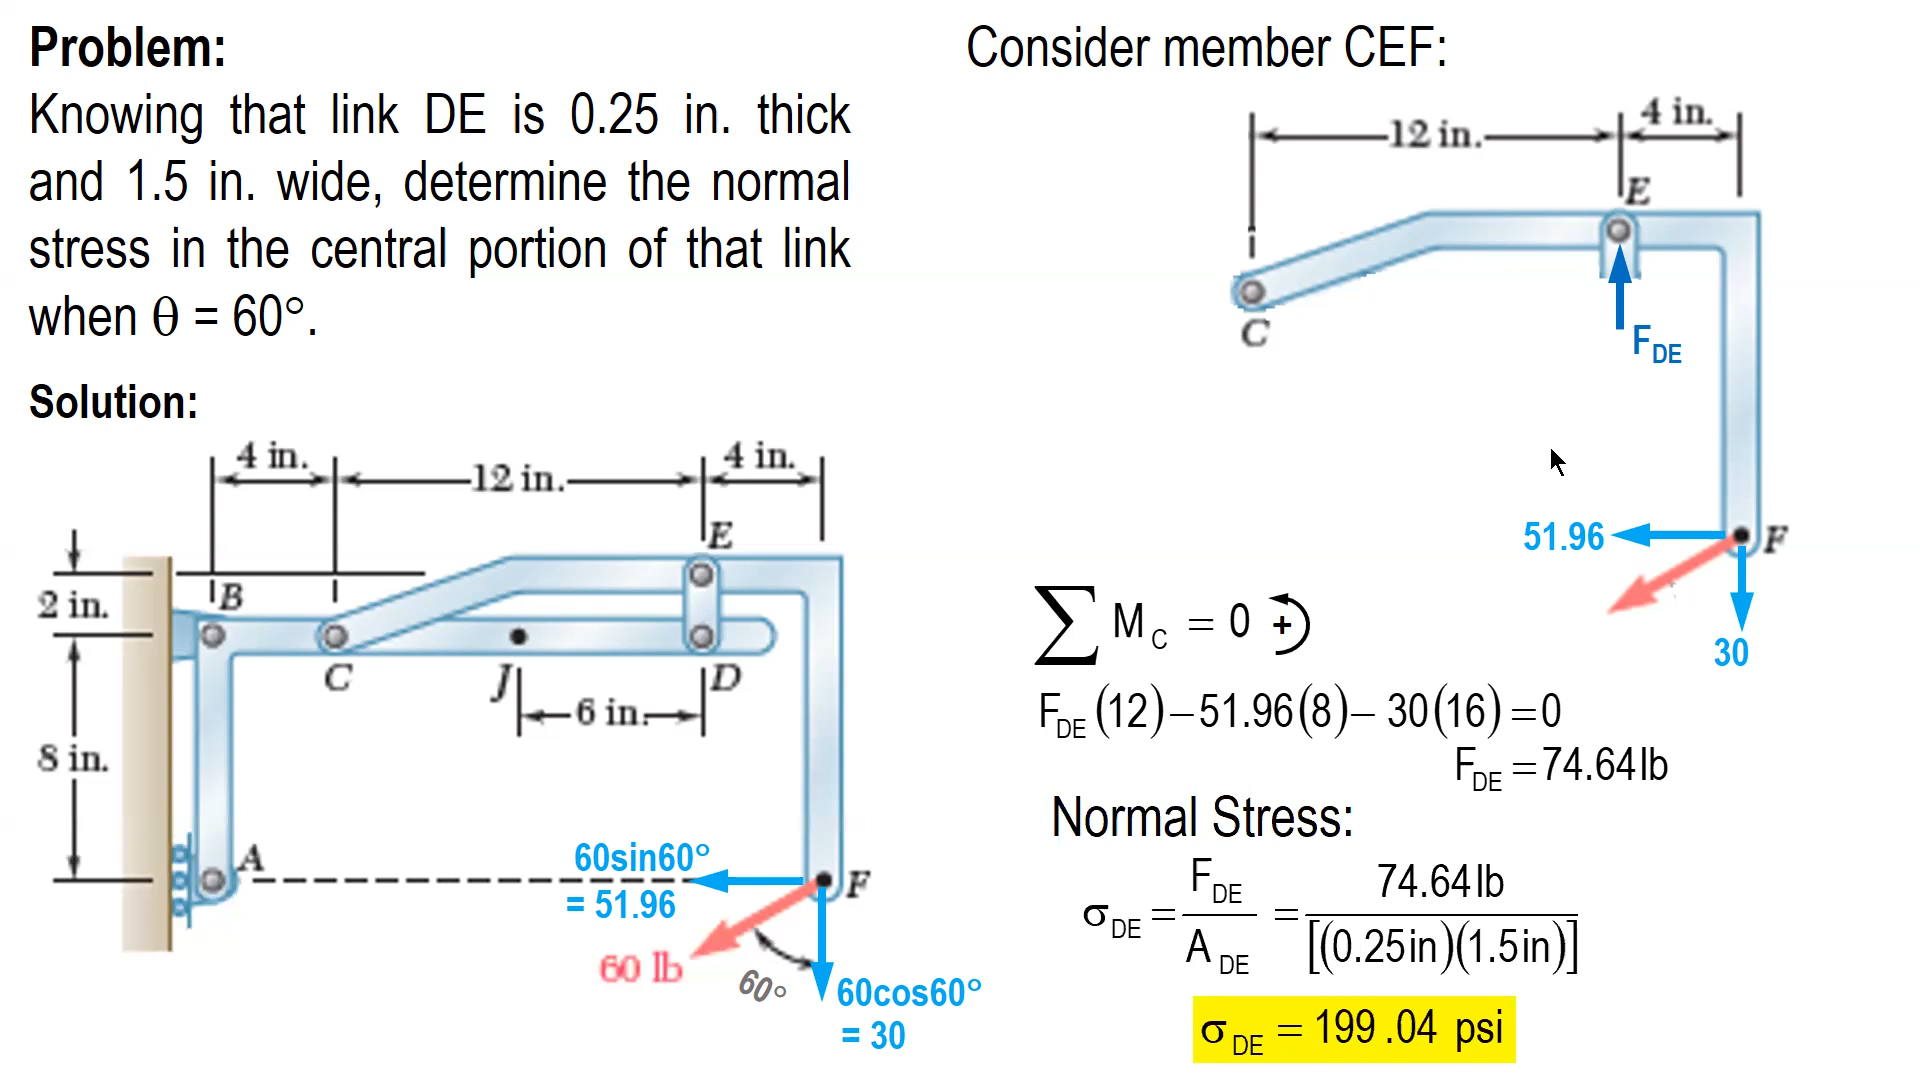 Problem:
Knowing that link DE is 0.25 in. thick
and 1.5 in. wide, determine the normal
stress in the central portion of that link
when θ = 60°.
Solution:
4 in.
12 in.
4 in.
E
2 in.
B
C
J
D
6 in.
8 in.
A
60sin60°
= 51.96
F
60 lb
60°
60cos60°
= 30
Consider member CEF:
12 in.
4 in.
E
C
F_DE
51.96
F
30
∑ M_C = 0 +
F_DE (12) – 51.96 (8) – 30 (16) = 0
F_DE = 74.64 lb
Normal Stress:
σ_DE = F_DE / A_DE = 74.64 lb / [(0.25 in)(1.5 in)]
σ_DE = 199.04 psi